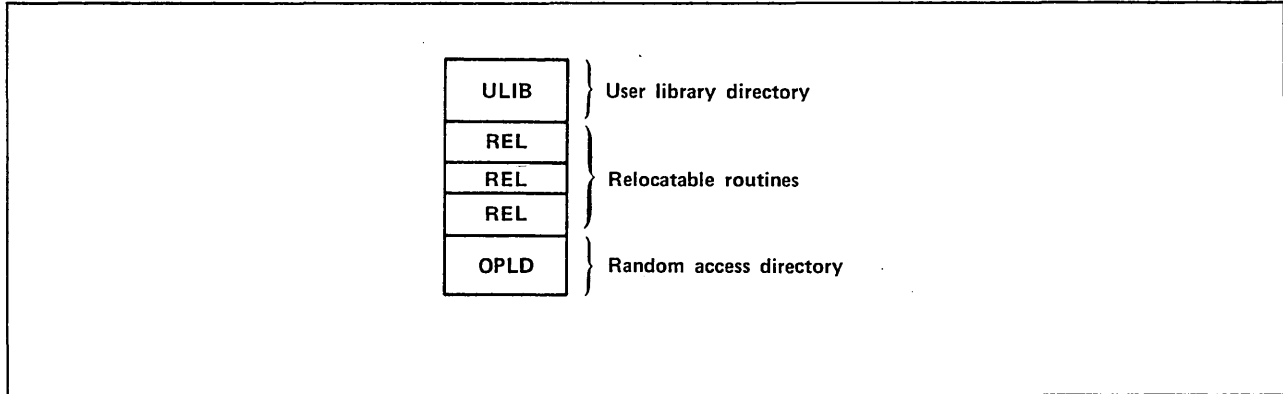 ULIB User library directory
REL
REL Relocatable routines
REL
OPLD Random access directory